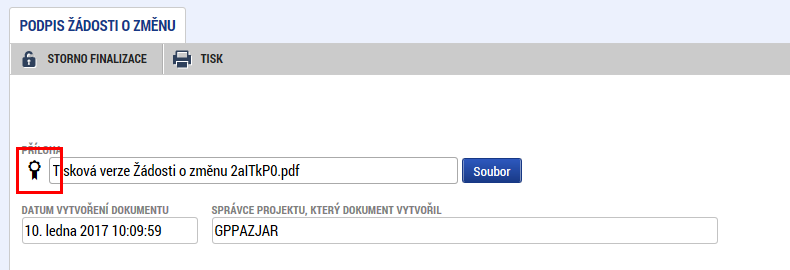 PODPIS ŽÁDOSTI O ZMĚNU
STORNO FINALIZACE TISK
PŘÍLOHA
Tisková verze Žádosti o změnu 2aITkP0.pdf Soubor
DATUM VYTVOŘENÍ DOKUMENTU SPRÁVCE PROJEKTU, KTERÝ DOKUMENT VYTVOŘIL
10. ledna 2017 10:09:59 GPPAZJAR